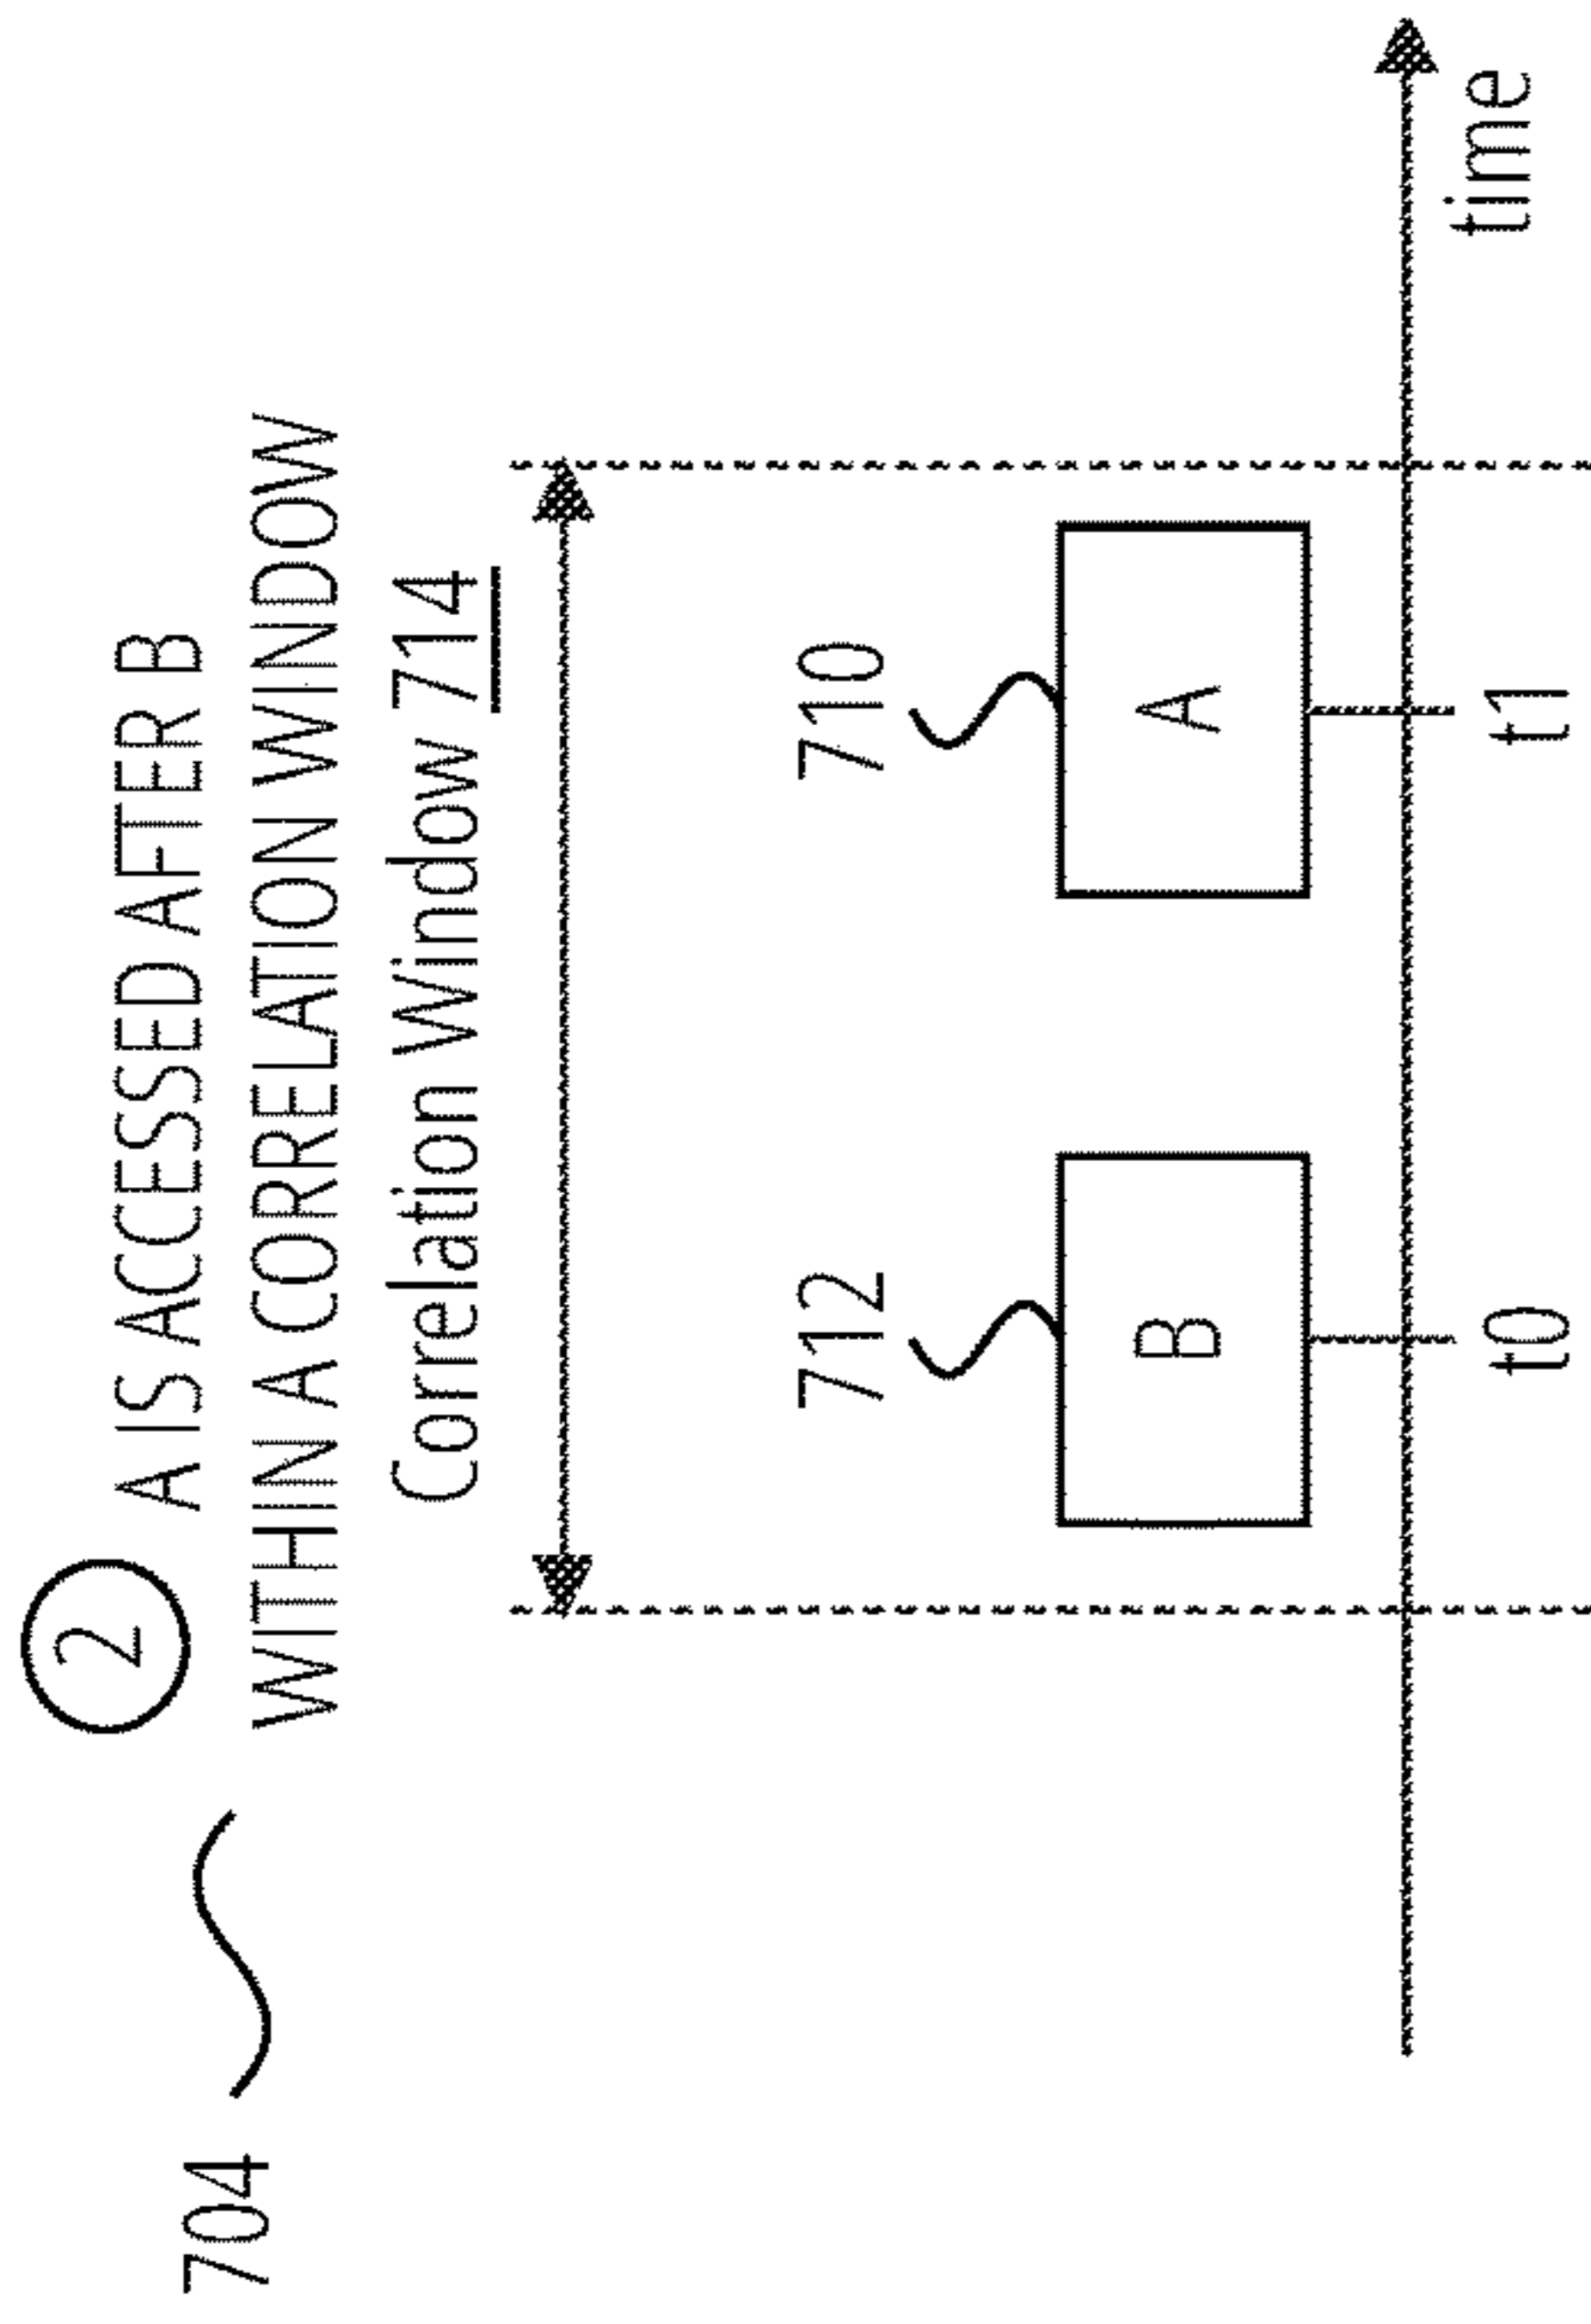 704
2
A IS ACCESSED AFTER B
WITHIN A CORRELATION WINDOW
Correlation Window 714
712
710
B
A
t0
t1
time